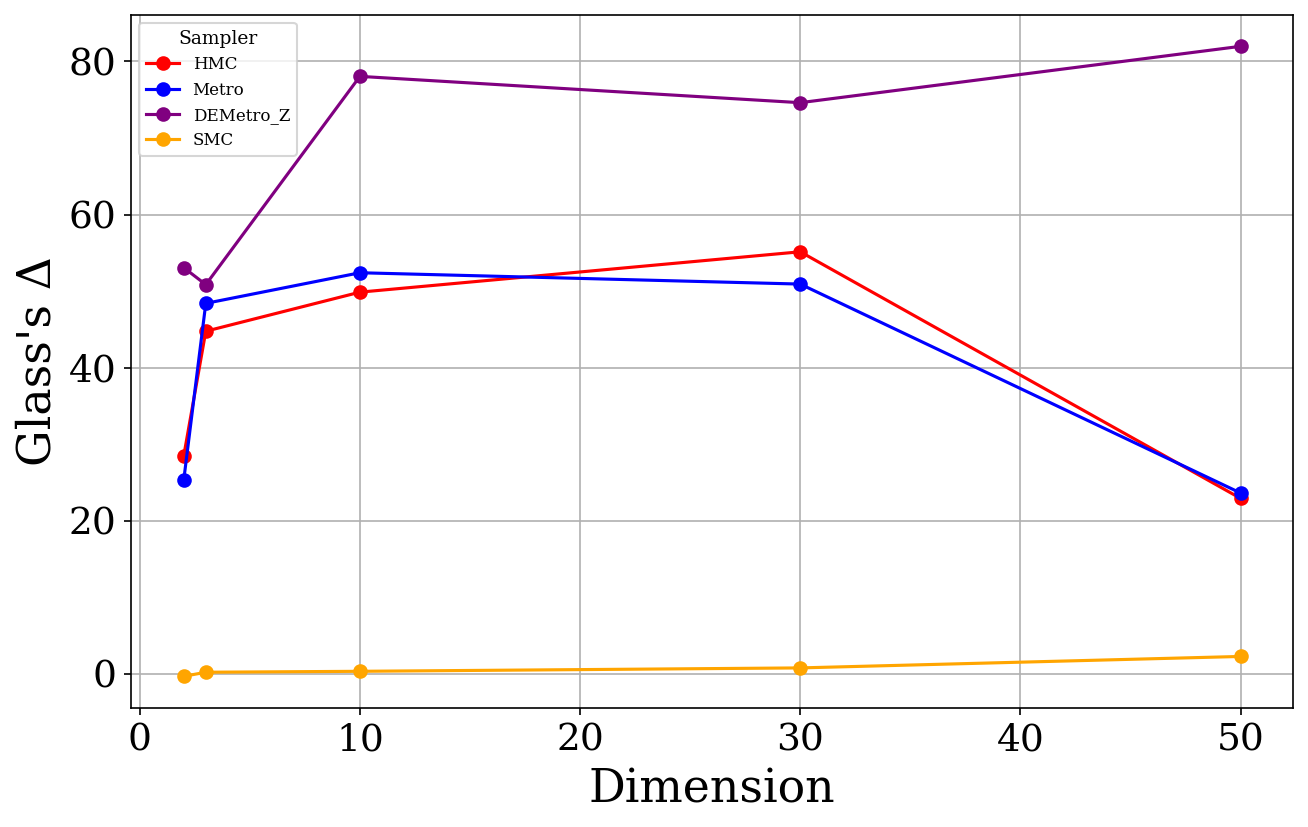 Sampler
HMC
Metro
DEMetro_Z
SMC
Glass's Δ
80
60
40
20
0
0 10 20 30 40 50
Dimension